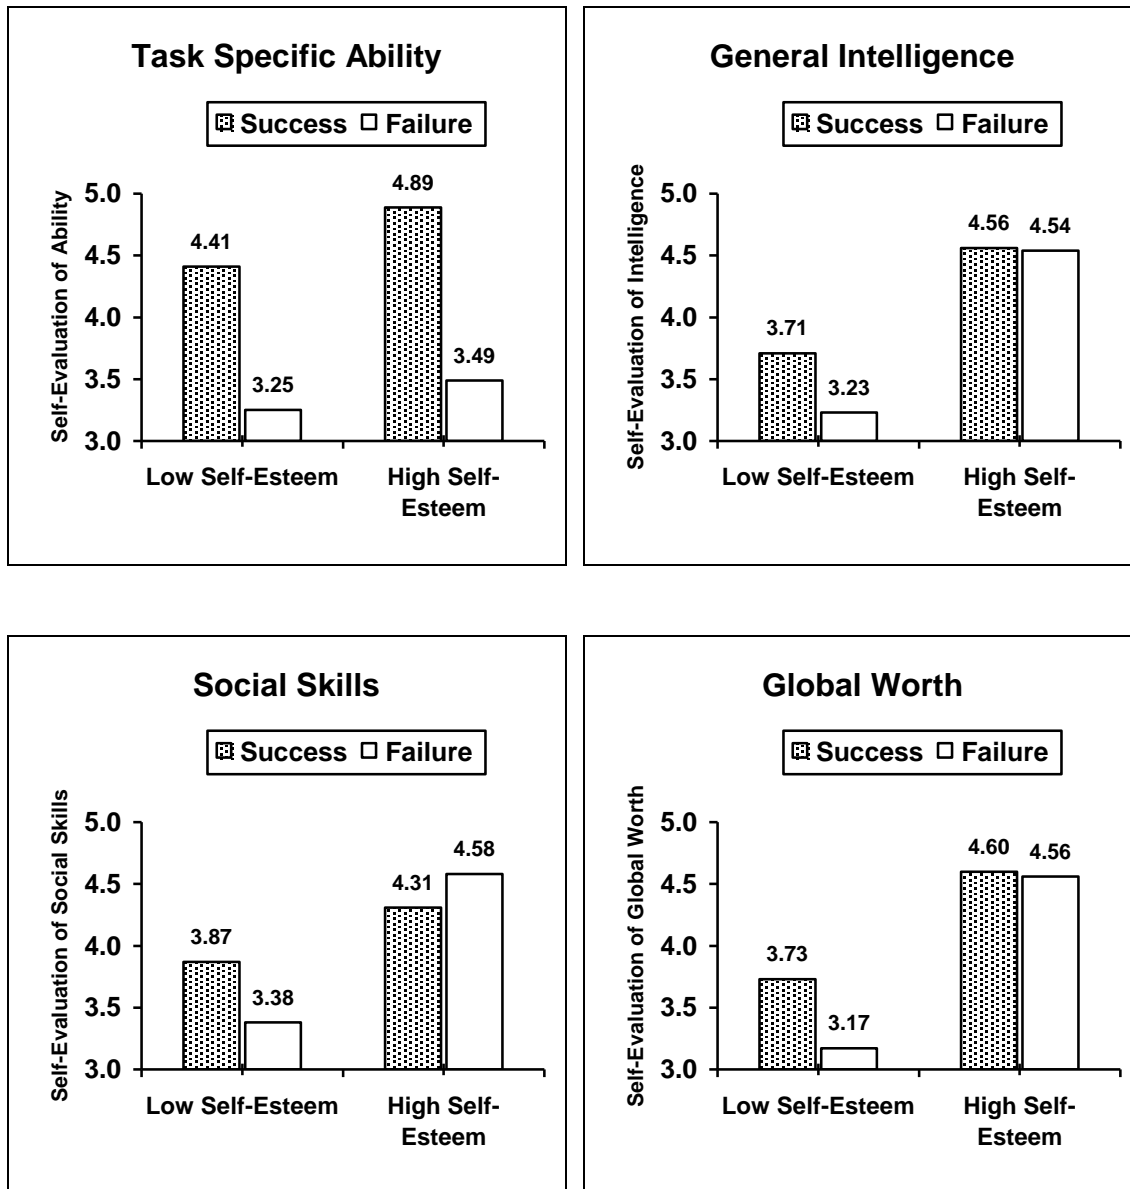 Task Specific Ability
Success Failure
Self-Evaluation of Ability
5.0
4.5
4.0
3.5
3.0
4.41
3.25
4.89
3.49
Low Self-Esteem
High Self-
Esteem
General Intelligence
Success Failure
Self-Evaluation of Intelligence
5.0
4.5
4.0
3.5
3.0
3.71
3.23
4.56
4.54
Low Self-Esteem
High Self-
Esteem
Social Skills
Success Failure
Self-Evaluation of Social Skills
5.0
4.5
4.0
3.5
3.0
3.87
3.38
4.31
4.58
Low Self-Esteem
High Self-
Esteem
Global Worth
Success Failure
Self-Evaluation of Global Worth
5.0
4.5
4.0
3.5
3.0
3.73
3.17
4.60
4.56
Low Self-Esteem
High Self-
Esteem